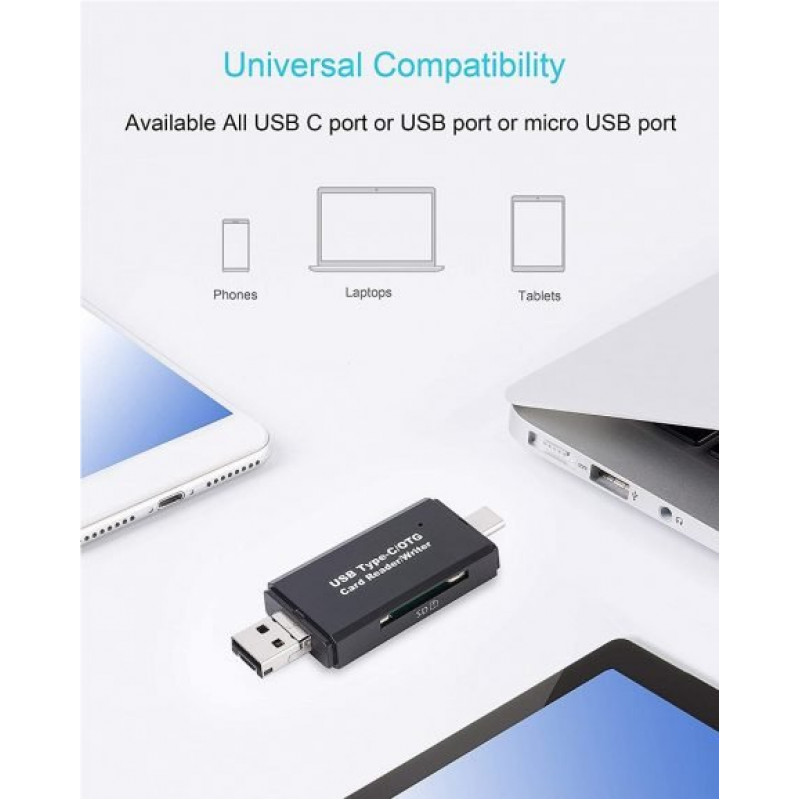 Universal Compatibility
Available All USB C port or USB port or micro USB port
Phones
Laptops
Tablets
USB Type-C/OTG
Card Reader/Writer
SD